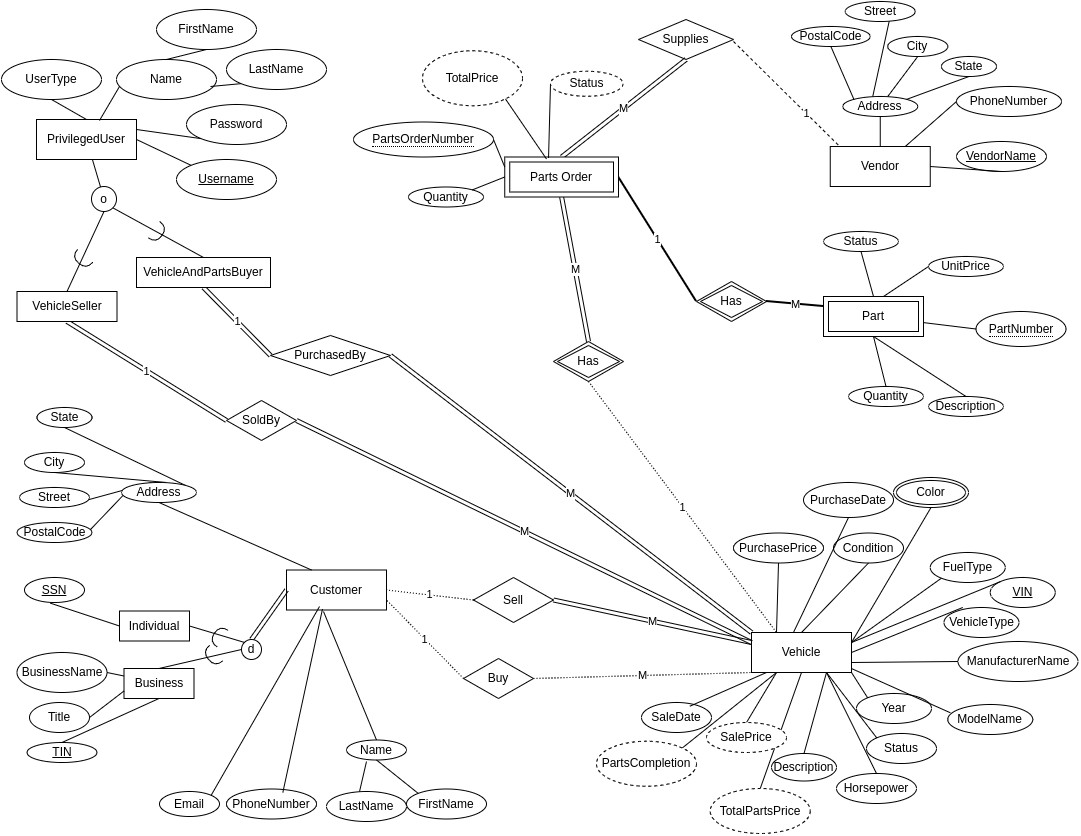 FirstName
UserType
Name
LastName
Password
PrivilegedUser
Username
o
VehicleAndPartsBuyer
VehicleSeller
1
PurchasedBy
1
SoldBy
M
M
Supplies
M
1
TotalPrice
Status
PartsOrderNumber
Quantity
Parts Order
Street
PostalCode
City
State
Address
PhoneNumber
Vendor
VendorName
1
Has
M
M
Has
1
Status
UnitPrice
Part
PartNumber
Quantity
Description
State
City
Street
PostalCode
Address
Customer
SSN
Individual
d
BusinessName
Business
Title
TIN
Email
PhoneNumber
Name
LastName
FirstName
1
Sell
M
1
Buy
M
PurchaseDate
Color
PurchasePrice
Condition
FuelType
VIN
VehicleType
Vehicle
ManufacturerName
Year
ModelName
Status
Horsepower
Description
SaleDate
SalePrice
PartsCompletion
TotalPartsPrice